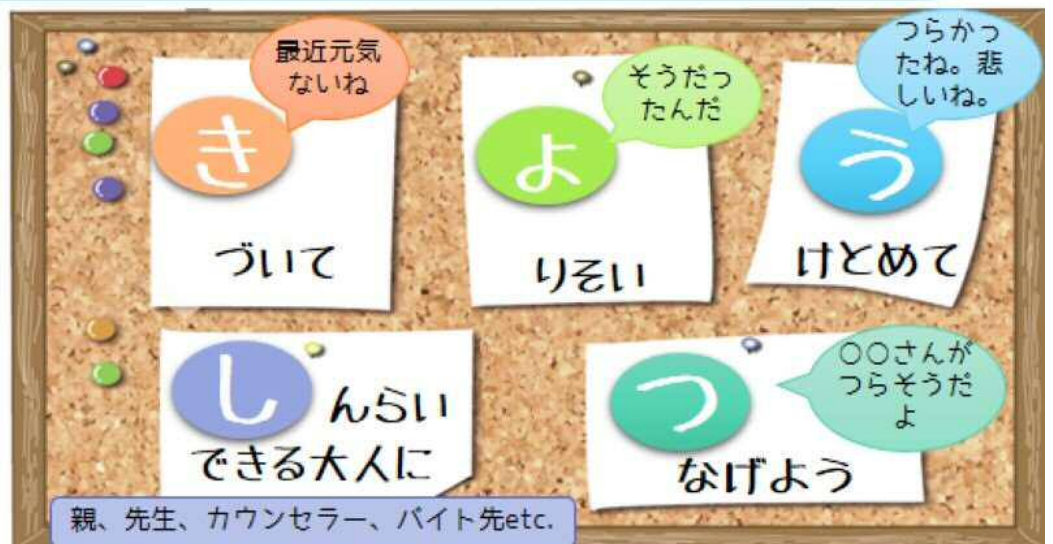 最近元気
ないね
き
づいて
そうだっ
たんだ
よ
りそい
つらかっ
たね。悲
しいね。
う
けとめて
し んらい
できる大人に
親、先生、カウンセラー、バイト先etc.
○○さんが
つらそうだ
よ
つ
なげよう